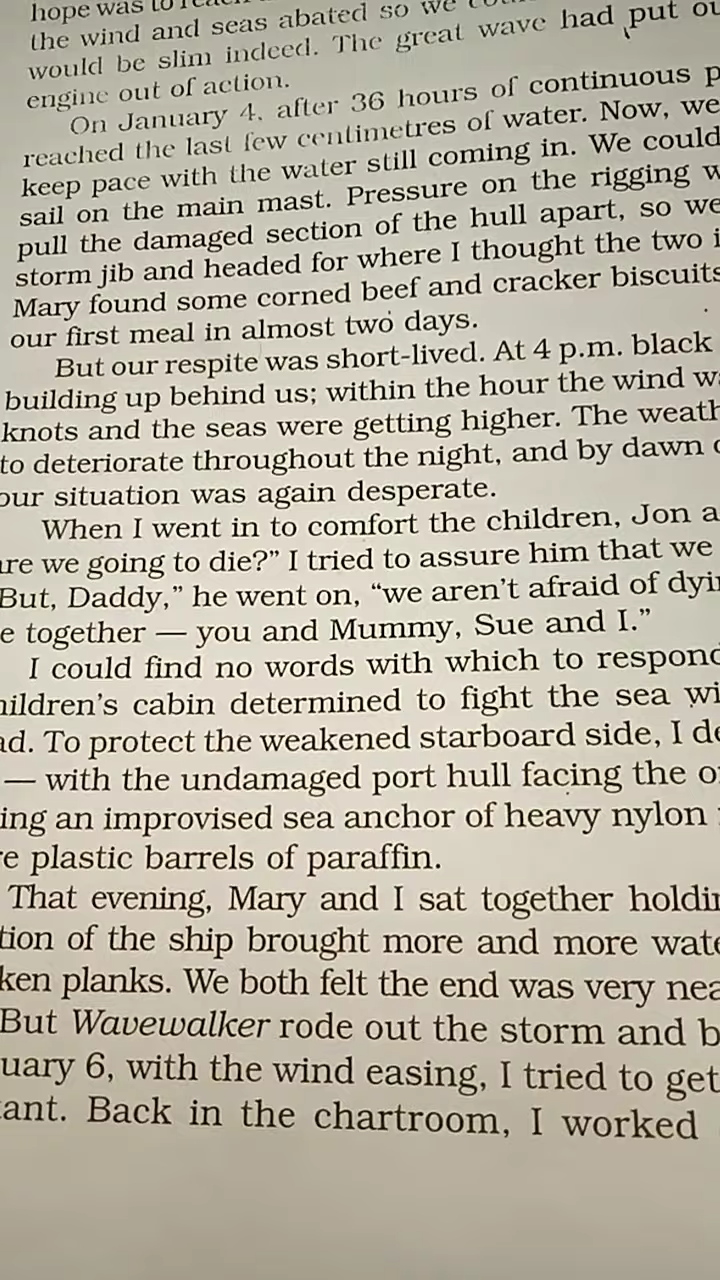 hope was to
the wind and seas abated so we
would be slim indeed. The great wave had put
engine out of action.
On January 4, after 36 hours of continuous
reached the last few centimetres of water. Now, we
keep pace with the water still coming in. We could
sail on the main mast. Pressure on the rigging
pull the damaged section of the hull apart, so we
storm jib and headed for where I thought the two
Mary found some corned beef and cracker biscuits
our first meal in almost two days.
But our respite was short-lived. At 4 p.m. black
building up behind us; within the hour the wind
knots and the seas were getting higher. The
to deteriorate throughout the night, and by dawn
our situation was again desperate.
When I went in to comfort the children, Jon
are we going to die?” I tried to assure him that we
But, Daddy,” he went on, “we aren’t afraid of
e together — you and Mummy, Sue and I.”
I could find no words with which to respond
children’s cabin determined to fight the sea
ad. To protect the weakened starboard side, I
— with the undamaged port hull facing the
ing an improvised sea anchor of heavy nylon
re plastic barrels of paraffin.
That evening, Mary and I sat together
tion of the ship brought more and more
ken planks. We both felt the end was very
But Wavewalker rode out the storm and
uary 6, with the wind easing, I tried to get
tant. Back in the chartroom, I worked